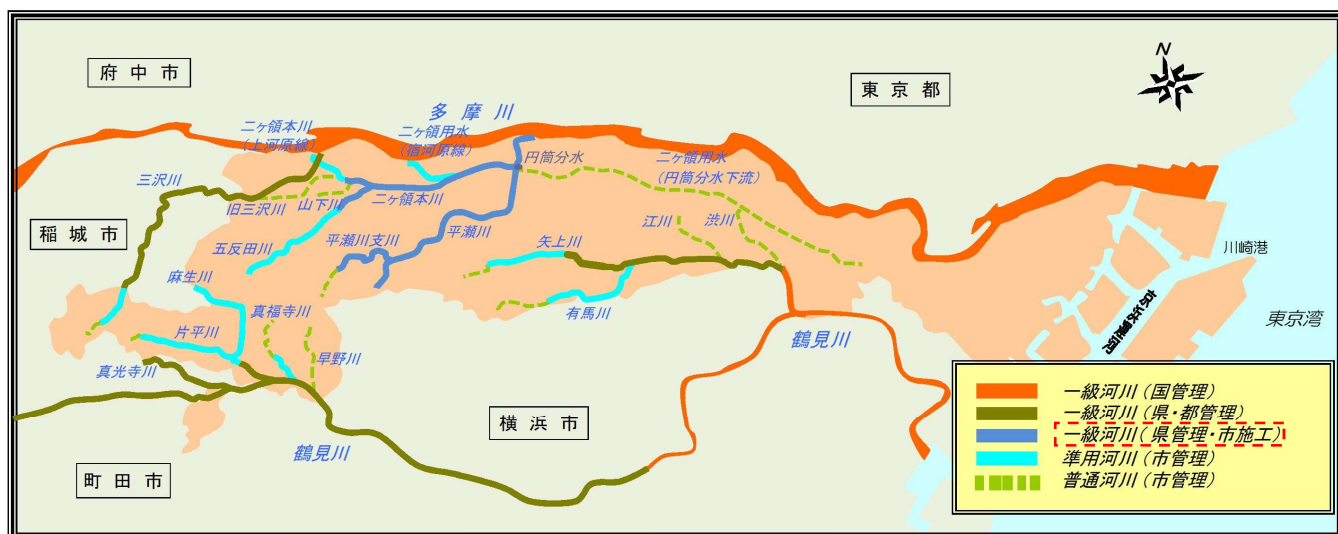 府中市
東京都
N
多摩川
二ヶ領本川
(上河原線)
二ヶ領用水
(宿河原線)
円筒分水
二ヶ領用水
(円筒分水下流)
三沢川
旧三沢川
山下川
二ヶ領本川
稲城市
五反田川
平瀬川支川
平瀬川
矢上川
江川
渋川
川崎港
麻生川
真福寺川
有馬川
京浜運河
東京湾
片平川
早野川
鶴見川
真光寺川
横浜市
鶴見川
町田市
一級河川(国管理)
一級河川(県・都管理)
一級河川(県管理・市施工)
準用河川(市管理)
普通河川(市管理)